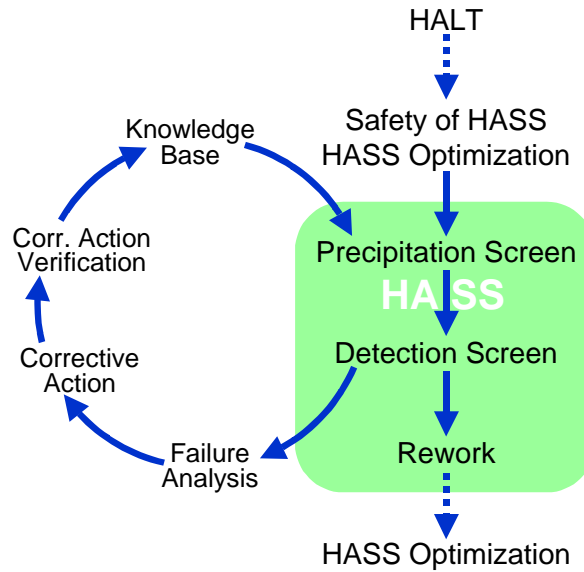 HALT
Safety of HASS
HASS Optimization
Knowledge
Base
Precipitation Screen
HASS
Corr. Action
Verification
Detection Screen
Corrective
Action
Failure
Analysis
Rework
HASS Optimization